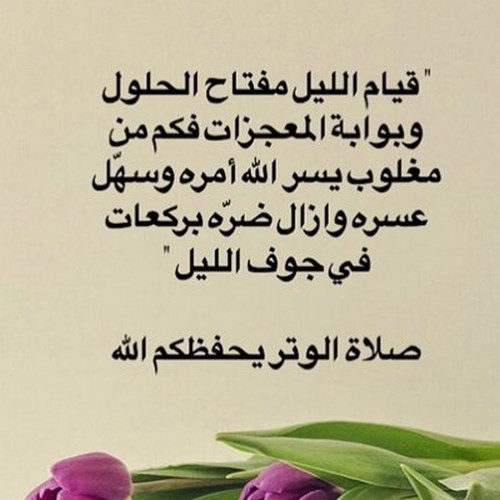 " قيام الليل مفتاح الحلول
وبوابة المعجزات فكم من
مغلوب يسر الله أمره وسهّل
عسره وازال ضرّه بركعات
في جوف الليل "
صلاة الوتر يحفظكم الله